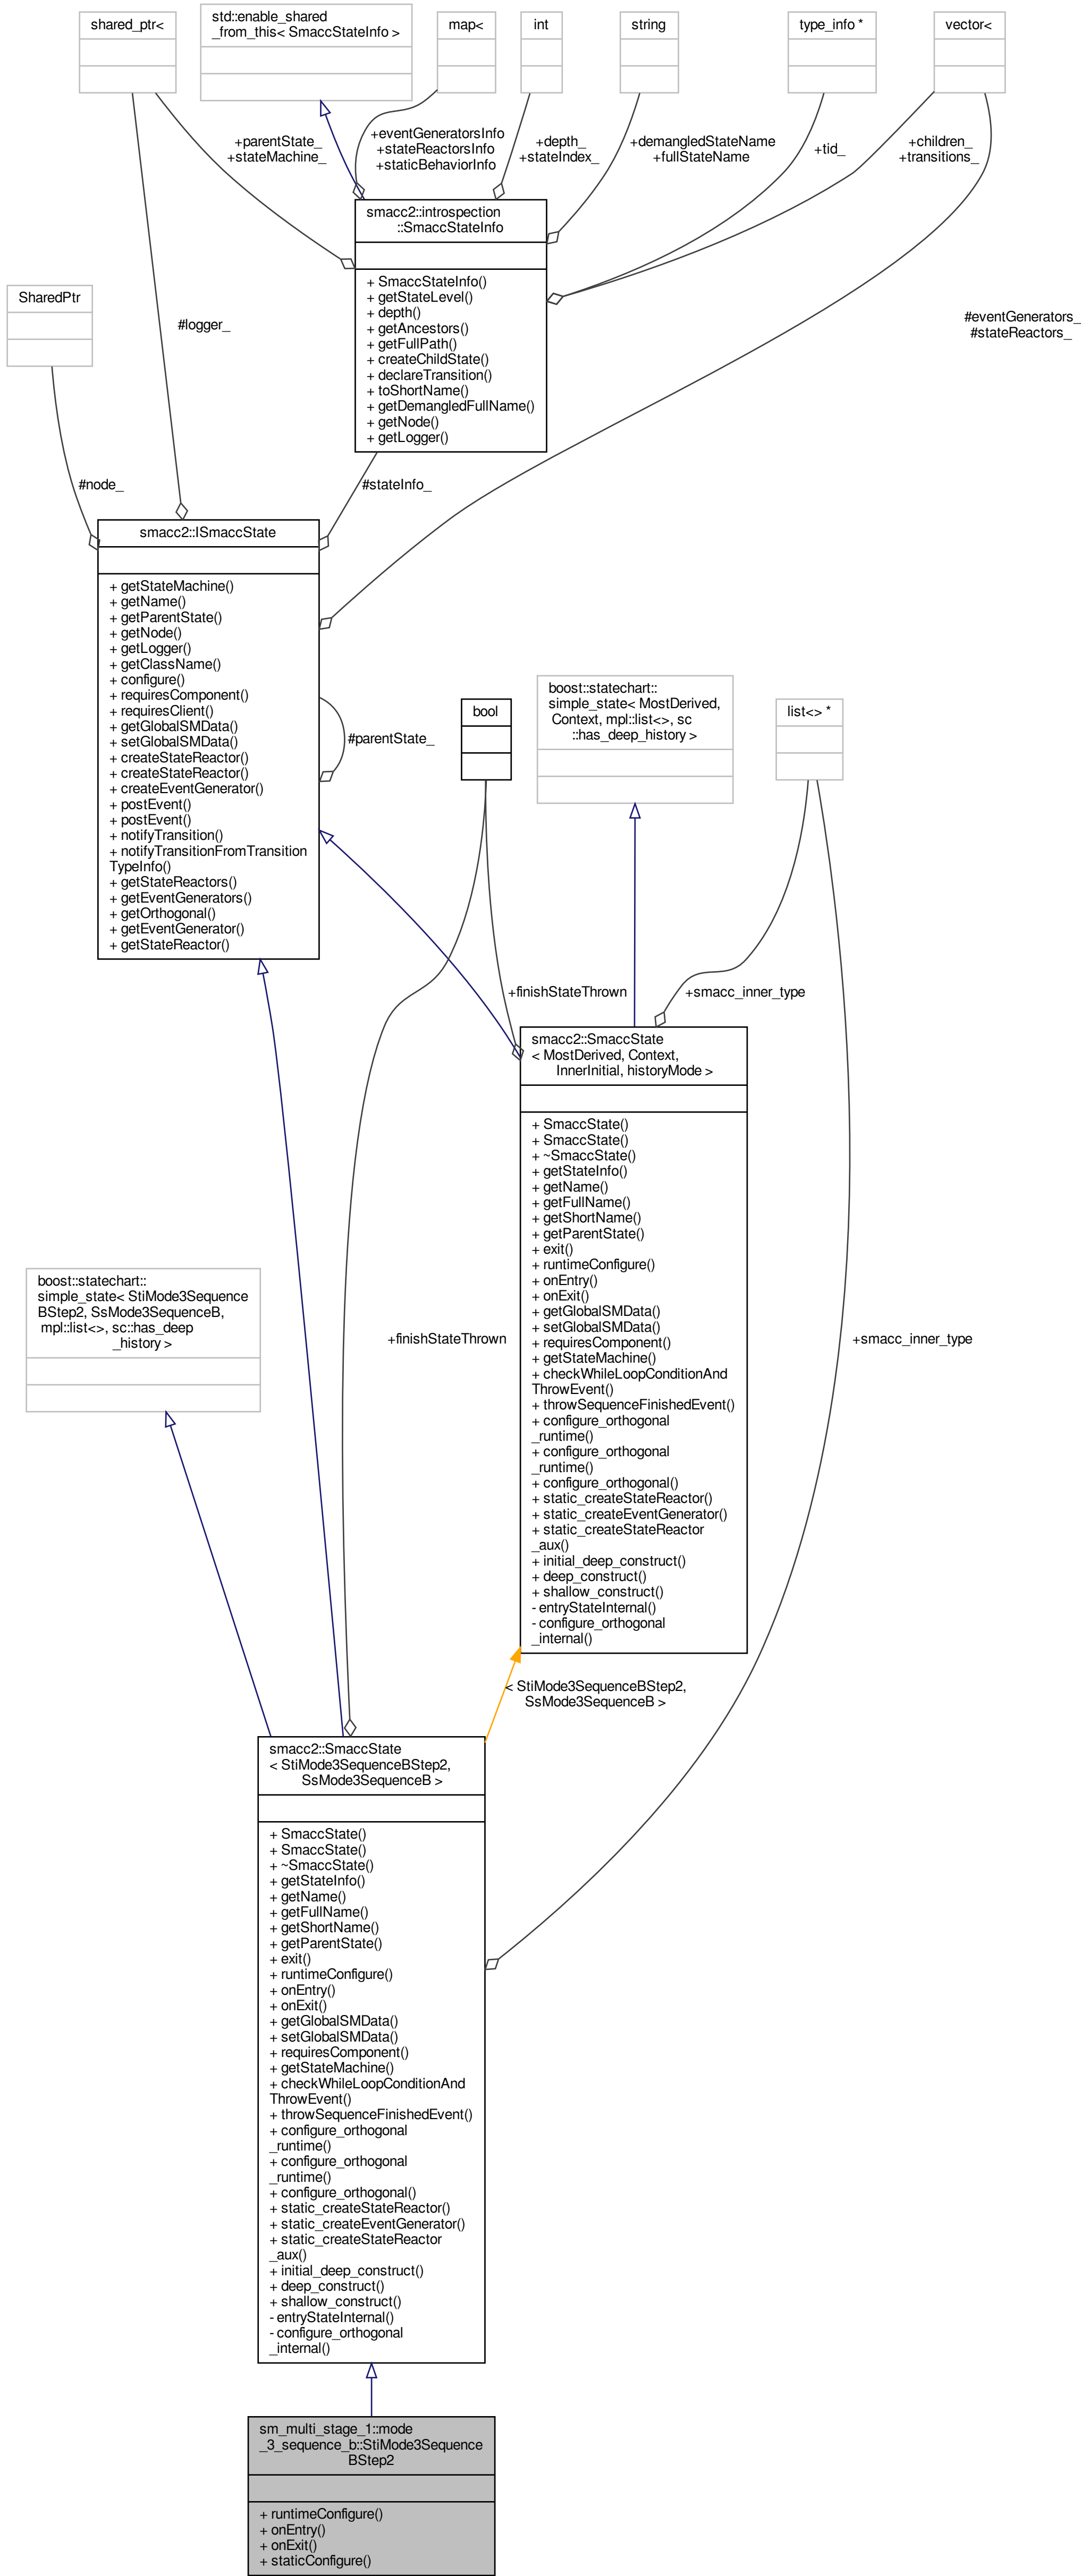 shared_ptr<
std::enable_shared
_from_this< SmaccStateInfo >
map<
int
string
type_info *
vector<
+parentState_
+stateMachine_
+eventGeneratorsInfo
+stateReactorsInfo
+staticBehaviorInfo
+depth_
+stateIndex_
+demangledStateName
+fullStateName
+tid_
+children_
+transitions_
smacc2::introspection
::SmaccStateInfo
+ SmaccStateInfo()
+ getStateLevel()
+ depth()
+ getAncestors()
+ getFullPath()
+ createChildState()
+ declareTransition()
+ toShortName()
+ getDemangledFullName()
+ getNode()
+ getLogger()
SharedPtr
#logger_
#eventGenerators_
#stateReactors_
#node_
#stateInfo_
smacc2::ISmaccState
+ getStateMachine()
+ getName()
+ getParentState()
+ getNode()
+ getLogger()
+ getClassName()
+ configure()
+ requiresComponent()
+ requiresClient()
+ getGlobalSMData()
+ setGlobalSMData()
+ createStateReactor()
+ createStateReactor()
+ createEventGenerator()
+ postEvent()
+ postEvent()
+ notifyTransition()
+ notifyTransitionFromTransition
TypeInfo()
+ getStateReactors()
+ getEventGenerators()
+ getOrthogonal()
+ getEventGenerator()
+ getStateReactor()
#parentState_
bool
boost::statechart::
simple_state< MostDerived,
Context, mpl::list<>, sc
::has_deep_history >
list<> *
+finishStateThrown
+smacc_inner_type
smacc2::SmaccState
< MostDerived, Context,
InnerInitial, historyMode >
+ SmaccState()
+ SmaccState()
+ ~SmaccState()
+ getStateInfo()
+ getName()
+ getFullName()
+ getShortName()
+ getParentState()
+ exit()
+ runtimeConfigure()
+ onEntry()
+ onExit()
+ getGlobalSMData()
+ setGlobalSMData()
+ requiresComponent()
+ getStateMachine()
+ checkWhileLoopConditionAnd
ThrowEvent()
+ throwSequenceFinishedEvent()
+ configure_orthogonal
_runtime()
+ configure_orthogonal
_runtime()
+ configure_orthogonal()
+ static_createStateReactor()
+ static_createEventGenerator()
+ static_createStateReactor
_aux()
+ initial_deep_construct()
+ deep_construct()
+ shallow_construct()
- entryStateInternal()
- configure_orthogonal
_internal()
boost::statechart::
simple_state< StiMode3Sequence
BStep2, SsMode3SequenceB,
mpl::list<>, sc::has_deep
_history >
+finishStateThrown
+smacc_inner_type
< StiMode3SequenceBStep2,
SsMode3SequenceB >
smacc2::SmaccState
< StiMode3SequenceBStep2,
SsMode3SequenceB >
+ SmaccState()
+ SmaccState()
+ ~SmaccState()
+ getStateInfo()
+ getName()
+ getFullName()
+ getShortName()
+ getParentState()
+ exit()
+ runtimeConfigure()
+ onEntry()
+ onExit()
+ getGlobalSMData()
+ setGlobalSMData()
+ requiresComponent()
+ getStateMachine()
+ checkWhileLoopConditionAnd
ThrowEvent()
+ throwSequenceFinishedEvent()
+ configure_orthogonal
_runtime()
+ configure_orthogonal
_runtime()
+ configure_orthogonal()
+ static_createStateReactor()
+ static_createEventGenerator()
+ static_createStateReactor
_aux()
+ initial_deep_construct()
+ deep_construct()
+ shallow_construct()
- entryStateInternal()
- configure_orthogonal
_internal()
sm_multi_stage_1::mode
_3_sequence_b::StiMode3Sequence
BStep2
+ runtimeConfigure()
+ onEntry()
+ onExit()
+ staticConfigure()